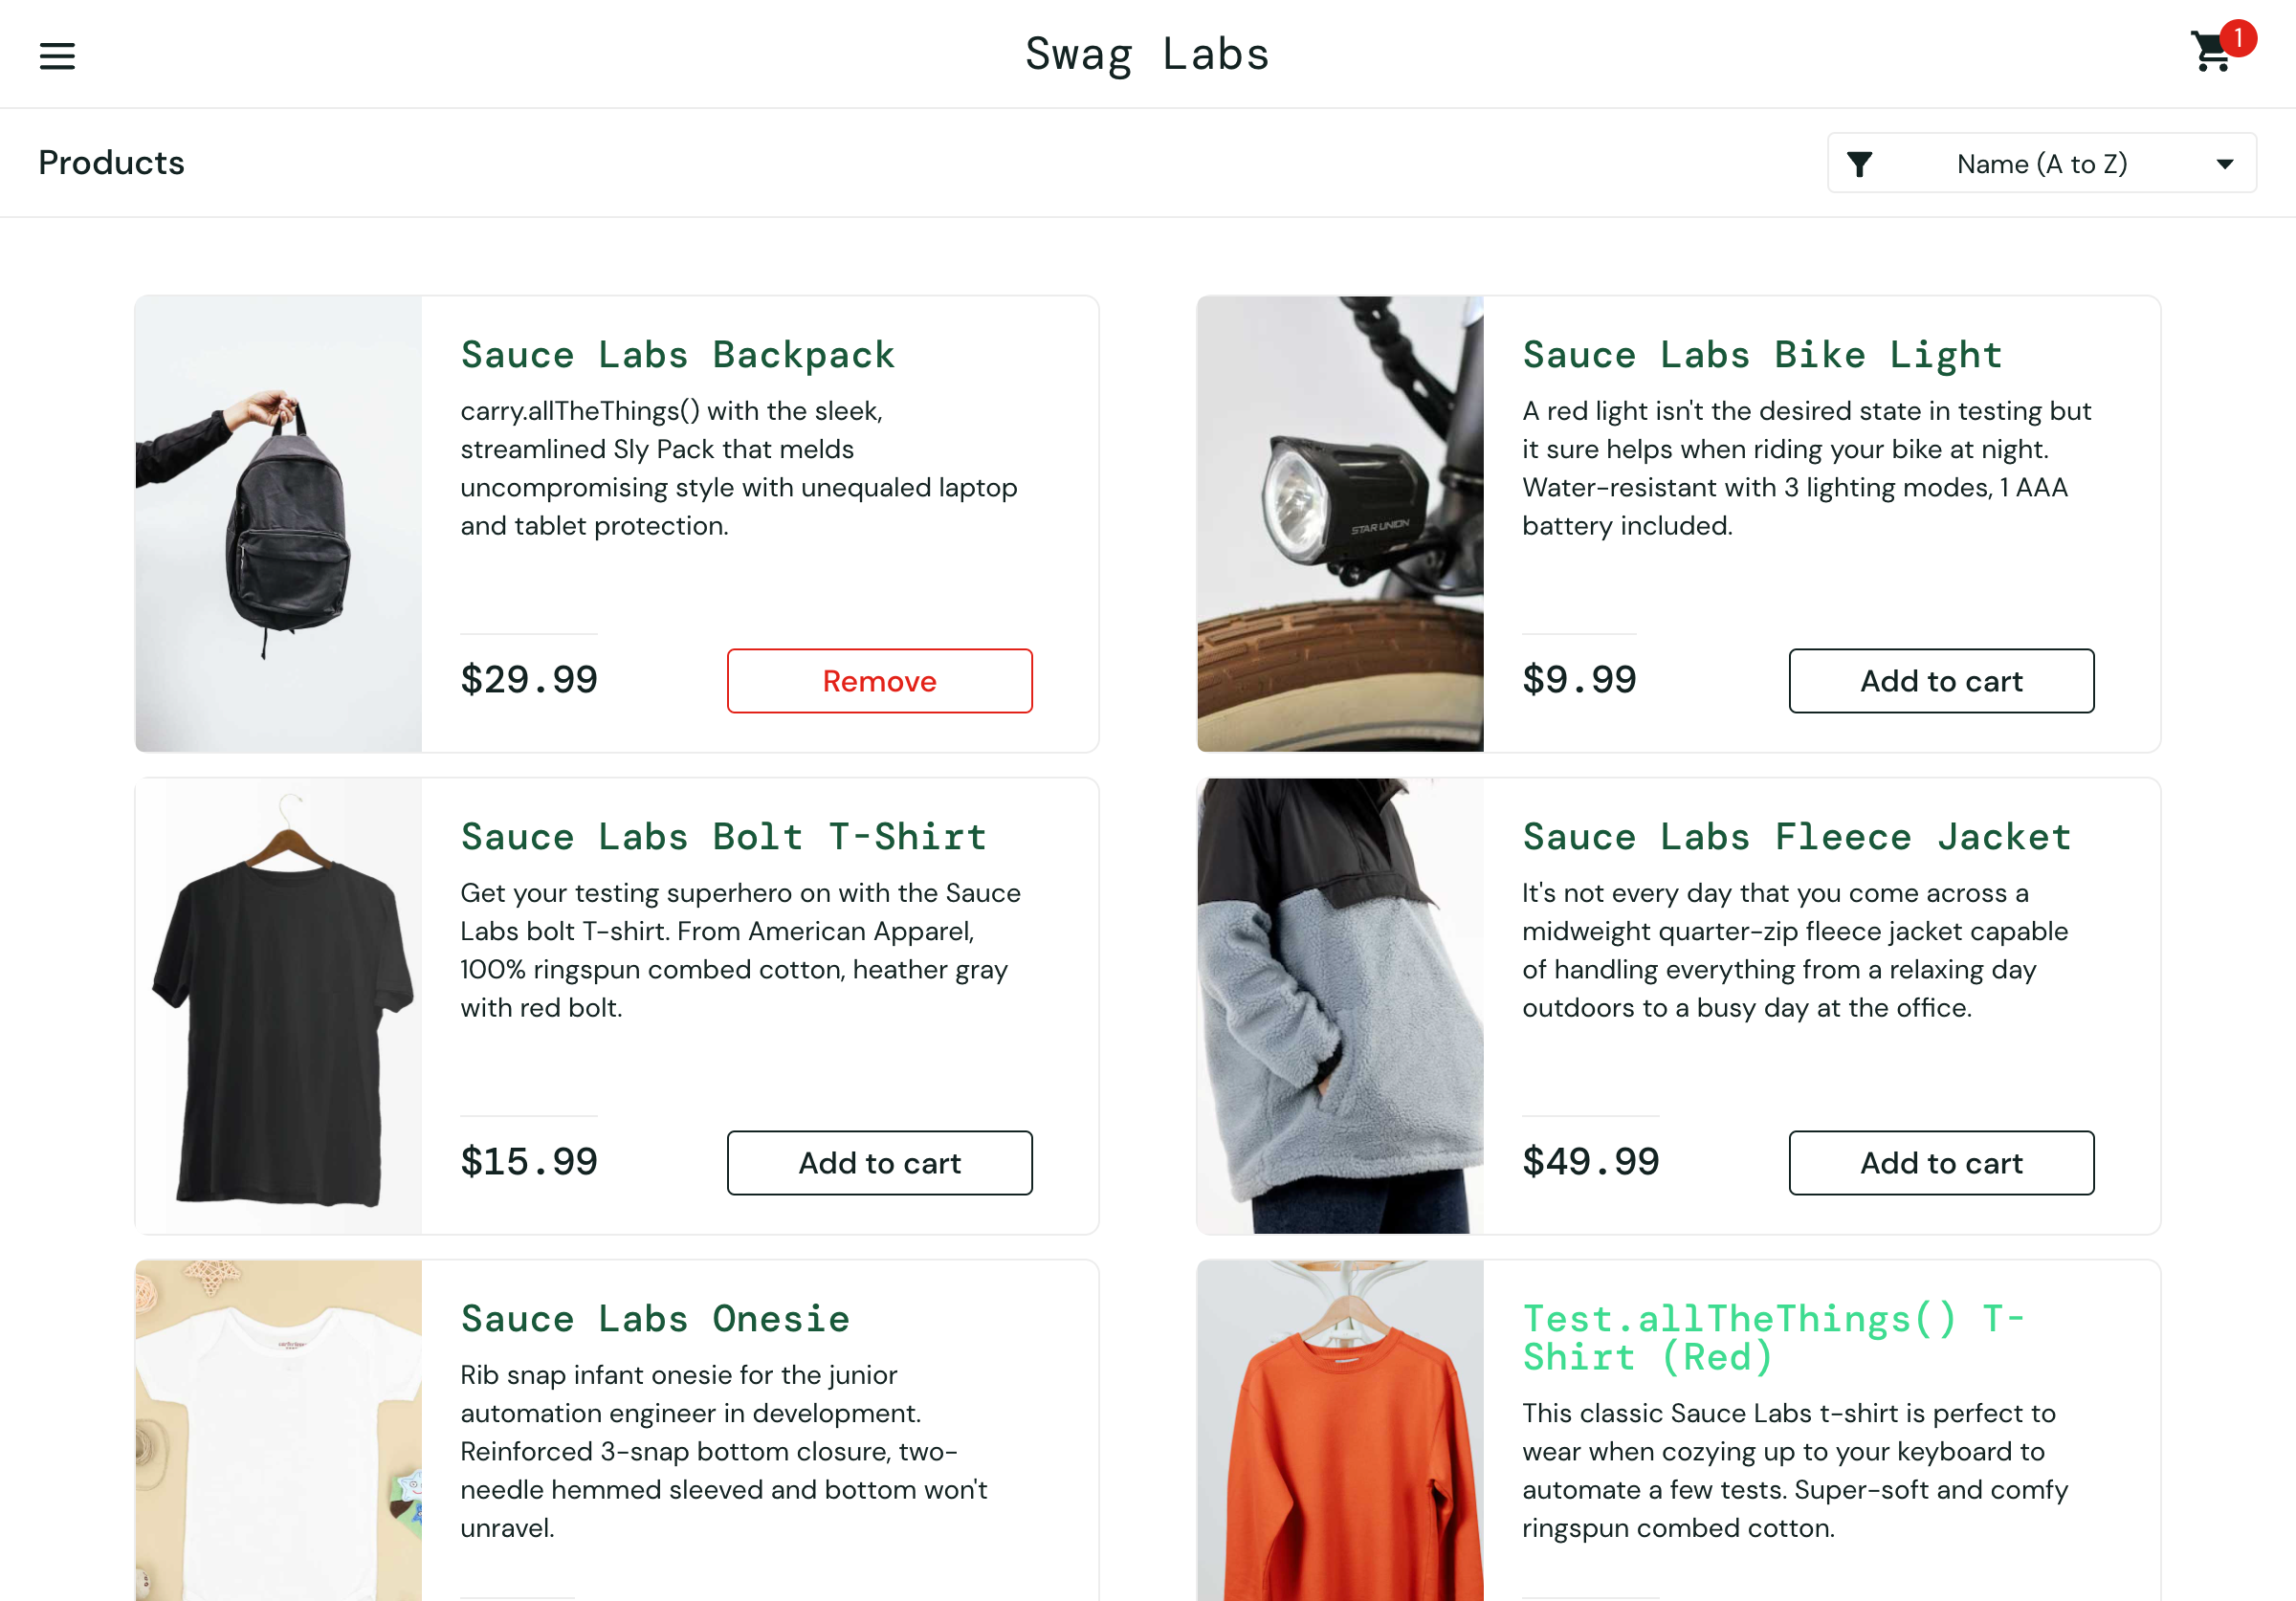 Swag Labs
1
Products
Name (A to Z)
Sauce Labs Backpack
carry.allTheThings() with the sleek,
streamlined Sly Pack that melds
uncompromising style with unequaled laptop
and tablet protection.
$29.99
Remove
Sauce Labs Bike Light
A red light isn't the desired state in testing but
it sure helps when riding your bike at night.
Water-resistant with 3 lighting modes, 1 AAA
battery included.
$9.99
Add to cart
STAR UNION
Sauce Labs Bolt T-Shirt
Get your testing superhero on with the Sauce
Labs bolt T-shirt. From American Apparel,
100% ringspun combed cotton, heather gray
with red bolt.
$15.99
Add to cart
Sauce Labs Fleece Jacket
It's not every day that you come across a
midweight quarter-zip fleece jacket capable
of handling everything from a relaxing day
outdoors to a busy day at the office.
$49.99
Add to cart
Sauce Labs Onesie
Rib snap infant onesie for the junior
automation engineer in development.
Reinforced 3-snap bottom closure, two-
needle hemmed sleeved and bottom won't
unravel.
Test.allTheThings() T-
Shirt (Red)
This classic Sauce Labs t-shirt is perfect to
wear when cozying up to your keyboard to
automate a few tests. Super-soft and comfy
ringspun combed cotton.